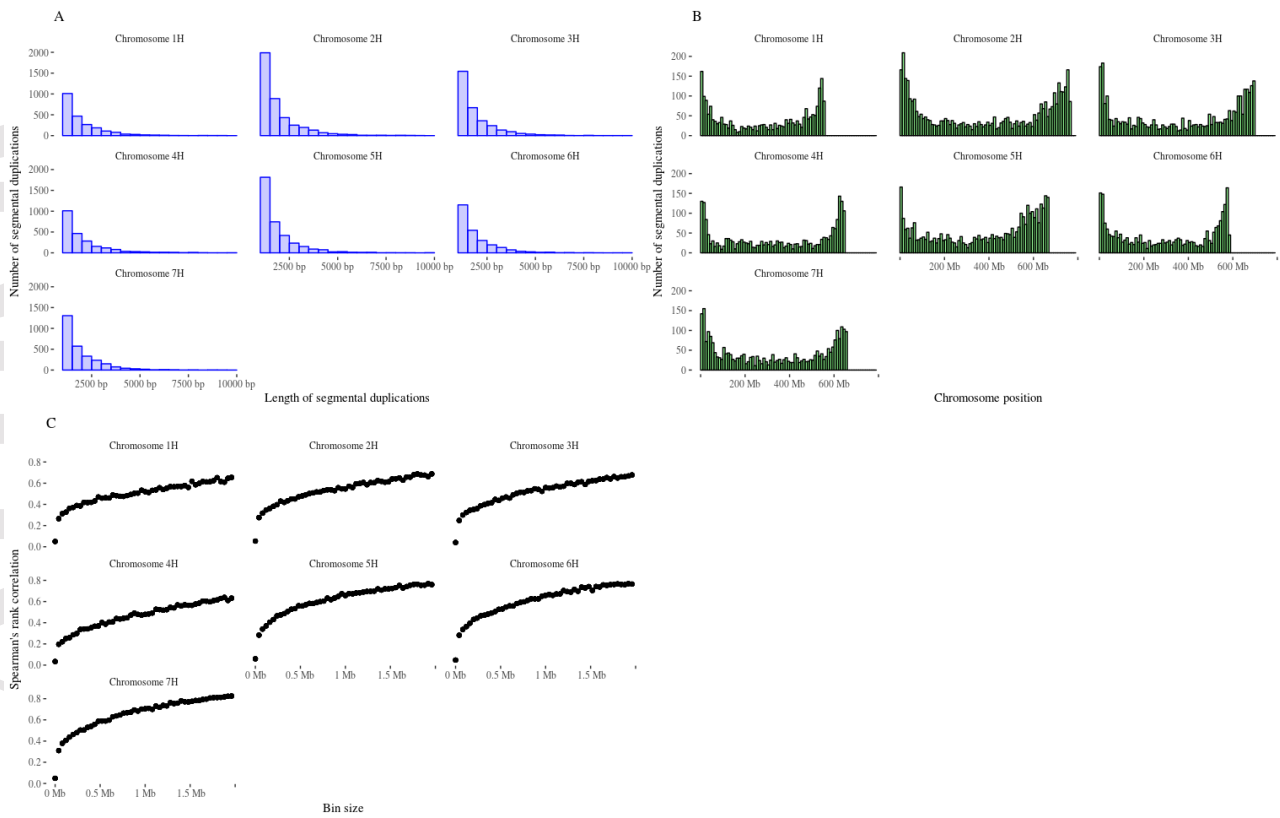 A
Chromosome 1H
Chromosome 2H
Chromosome 3H
2000
1500
1000
500
0
Chromosome 4H
Chromosome 5H
Chromosome 6H
2000
1500
1000
500
0
2500 bp
5000 bp
7500 bp
10000 bp
2500 bp
5000 bp
7500 bp
10000 bp
Chromosome 7H
2000
1500
1000
500
0
2500 bp
5000 bp
7500 bp
10000 bp
Number of segmental duplications
Length of segmental duplications
B
Chromosome 1H
Chromosome 2H
Chromosome 3H
200
150
100
50
0
Chromosome 4H
Chromosome 5H
Chromosome 6H
200
150
100
50
0
200 Mb
400 Mb
600 Mb
200 Mb
400 Mb
600 Mb
Chromosome 7H
200
150
100
50
0
200 Mb
400 Mb
600 Mb
Number of segmental duplications
Chromosome position
C
Chromosome 1H
Chromosome 2H
Chromosome 3H
0.8
0.6
0.4
0.2
0.0
Chromosome 4H
Chromosome 5H
Chromosome 6H
0.8
0.6
0.4
0.2
0.0
0 Mb
0.5 Mb
1 Mb
1.5 Mb
0 Mb
0.5 Mb
1 Mb
1.5 Mb
Chromosome 7H
0.8
0.6
0.4
0.2
0.0
0 Mb
0.5 Mb
1 Mb
1.5 Mb
Spearman's rank correlation
Bin size